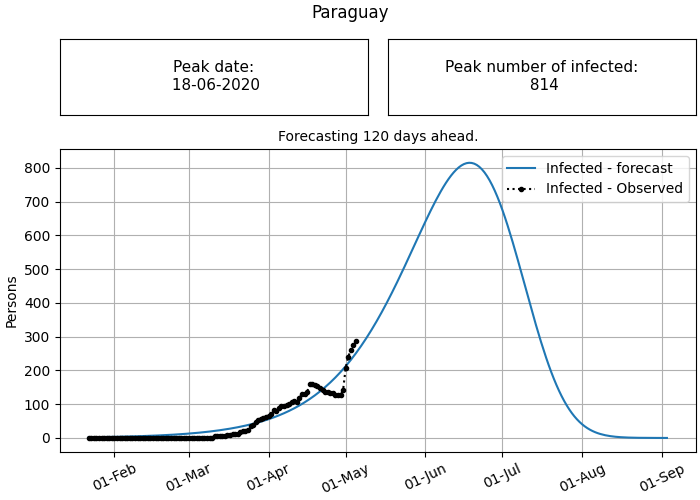 Paraguay
Peak date:
18-06-2020
Peak number of infected:
814
Forecasting 120 days ahead.
Infected - forecast
Infected - Observed
Persons
800
700
600
500
400
300
200
100
0
01-Feb
01-Mar
01-Apr
01-May
01-Jun
01-Jul
01-Aug
01-Sep